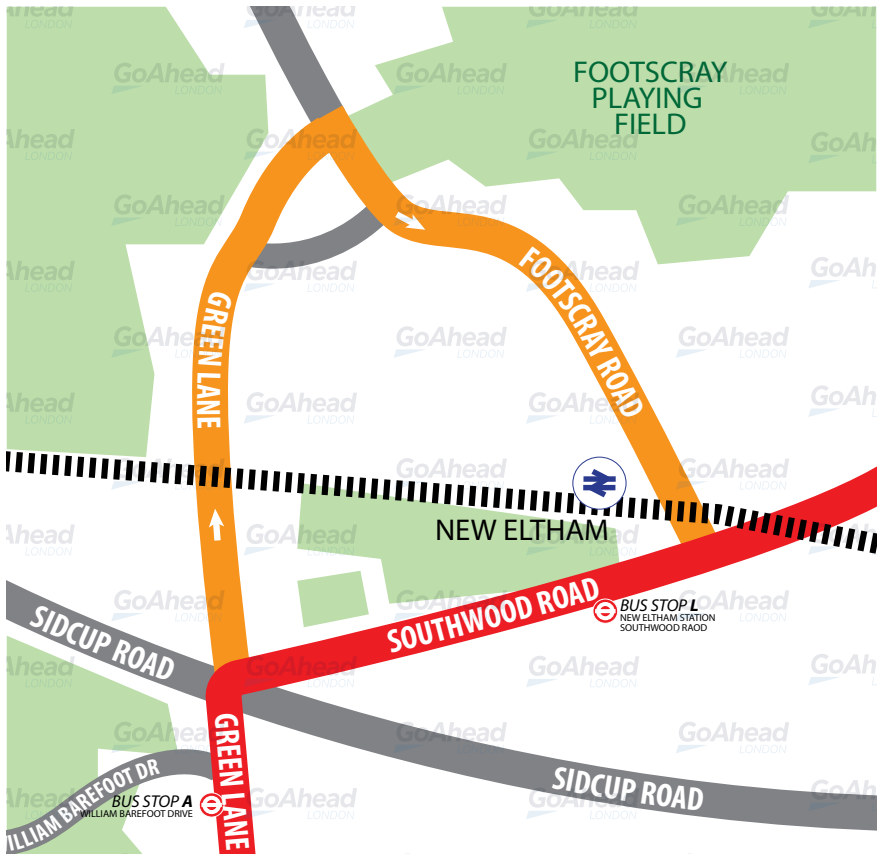 FOOTSCRAY
PLAYING
FIELD
FOOTSCRAY ROAD
GREEN LANE
NEW ELTHAM
SIDCUP ROAD
SOUTHWOOD ROAD
BUS STOP L
NEW ELTHAM STATION
SOUTHWOOD RAOD
GREEN LANE
SIDCUP ROAD
ILLIAM BAREFOOT DR
BUS STOP A
WILLIAM BAREFOOT DRIVE
GoAhead
LONDON